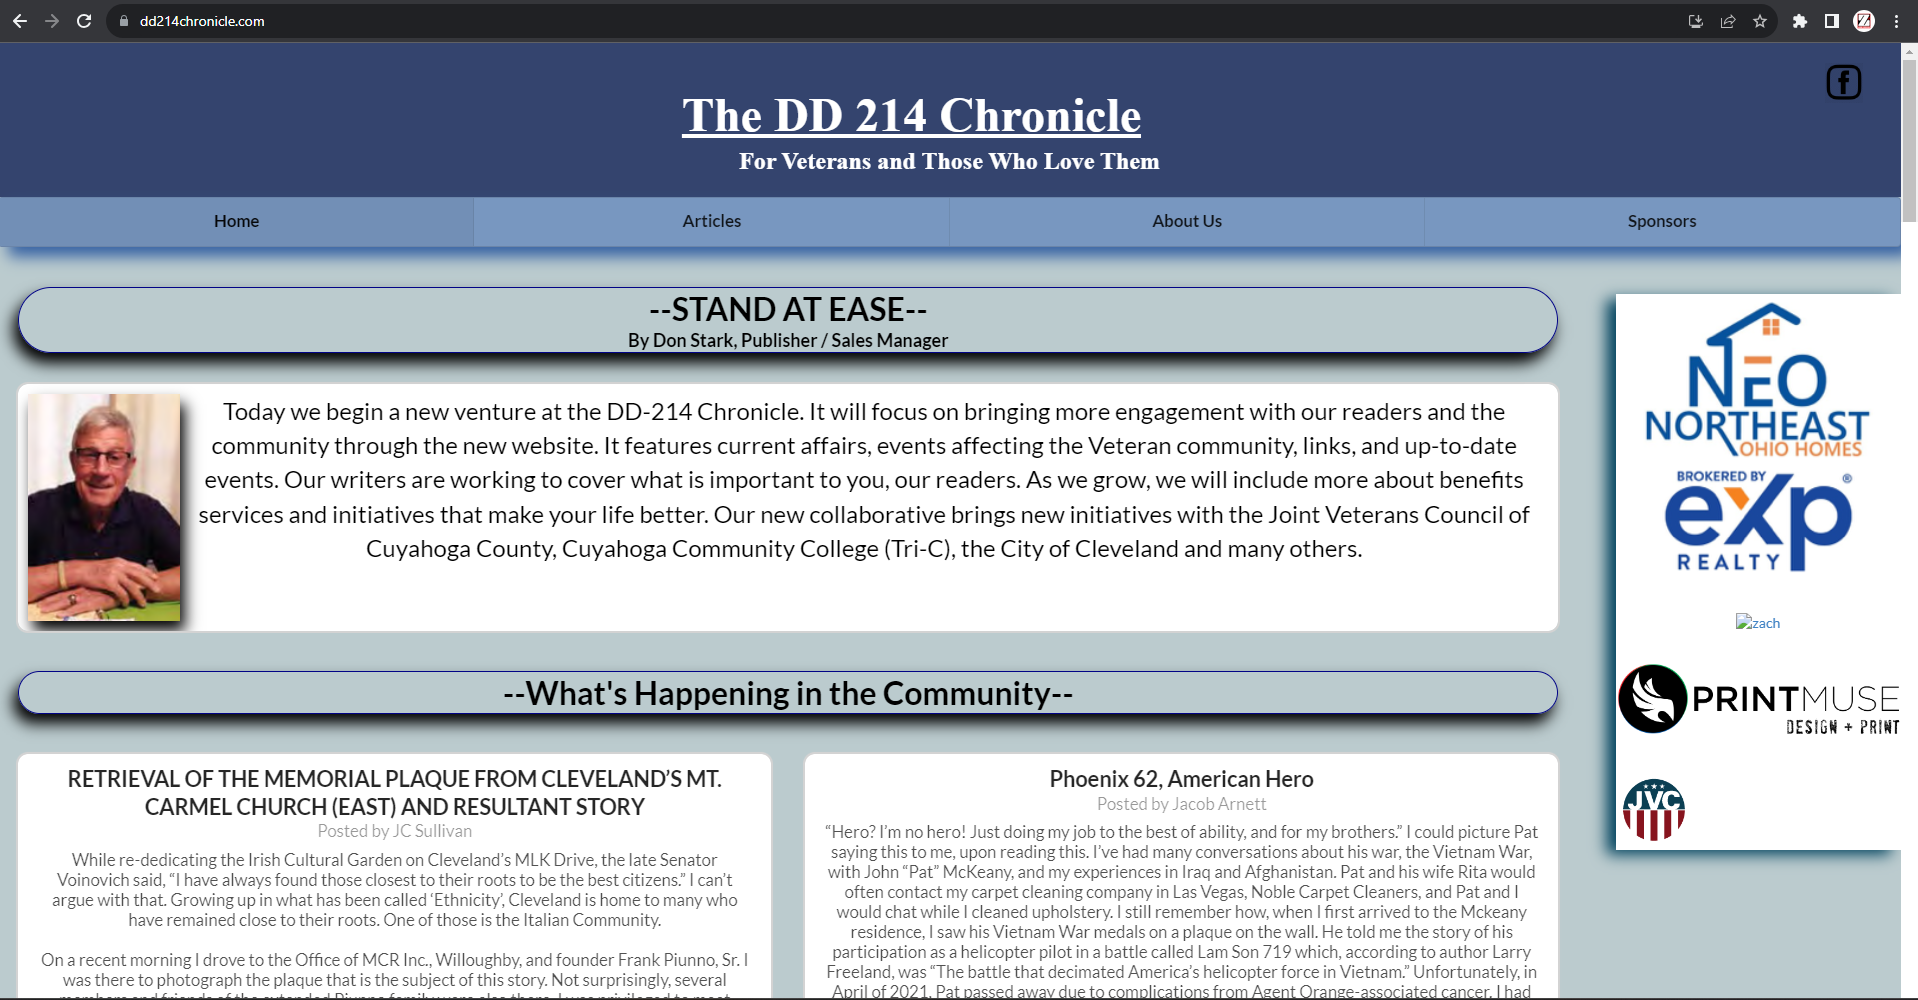 dd214chronicle.com
The DD 214 Chronicle
For Veterans and Those Who Love Them
Home
Articles
About Us
Sponsors
--STAND AT EASE--
By Don Stark, Publisher / Sales Manager
Today we begin a new venture at the DD-214 Chronicle. It will focus on bringing more engagement with our readers and the
community through the new website. It features current affairs, events affecting the Veteran community, links, and up-to-date
events. Our writers are working to cover what is important to you, our readers. As we grow, we will include more about benefits
services and initiatives that make your life better. Our new collaborative brings new initiatives with the Joint Veterans Council of
Cuyahoga County, Cuyahoga Community College (Tri-C), the City of Cleveland and many others.
--What's Happening in the Community--
RETRIEVAL OF THE MEMORIAL PLAQUE FROM CLEVELAND’S MT.
CARMEL CHURCH (EAST) AND RESULTANT STORY
Posted by JC Sullivan
While re-dedicating the Irish Cultural Garden on Cleveland’s MLK Drive, the late Senator
Voinovich said, “I have always found those closest to their roots to be the best citizens.” I can’t
argue with that. Growing up in what has been called ‘Ethnicity’, Cleveland is home to many who
have remained close to their roots. One of those is the Italian Community.
On a recent morning I drove to the Office of MCR Inc., Willoughby, and founder Frank Piunno, Sr. I
was there to photograph the plaque that is the subject of this story. Not surprisingly, several
members and friends of the extended Piunno family were also there. I was privileged to meet
Phoenix 62, American Hero
Posted by Jacob Arnett
“Hero? I’m no hero! Just doing my job to the best of ability, and for my brothers.” I could picture Pat
saying this to me, upon reading this. I’ve had many conversations about his war, the Vietnam War,
with John “Pat” McKeany, and my experiences in Iraq and Afghanistan. Pat and his wife Rita would
often contact my carpet cleaning company in Las Vegas, Noble Carpet Cleaners, and Pat and I
would chat while I cleaned upholstery. I still remember how, when I first arrived to the Mckeany
residence, I saw his Vietnam War medals on a plaque on the wall. He told me the story of his
participation as a helicopter pilot in a battle called Lam Son 719 which, according to author Larry
Freeland, was “The battle that decimated America’s helicopter force in Vietnam.” Unfortunately, in
April of 2021, Pat passed away due to complications from Agent Orange-associated cancer. I had
NEO
NORTHEAST
OHIO HOMES
BROKERED BY
eXp®
REALTY
zach
PRINTMUSE
DESIGN + PRINT
JVC